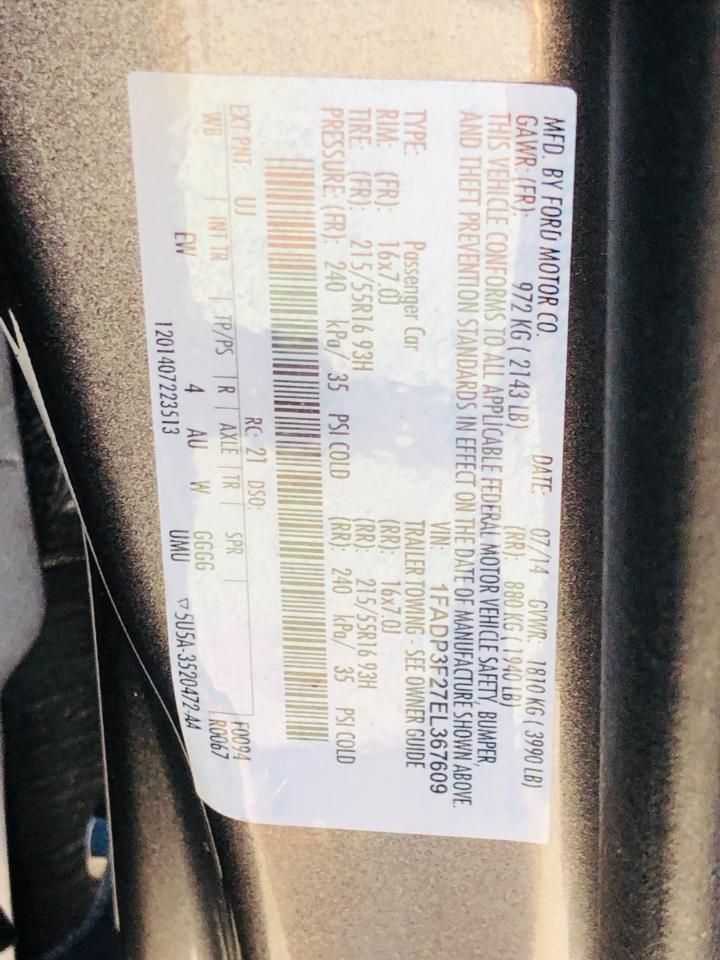 MFD. BY FORD MOTOR CO.
DATE: 07/14 GVWR: 1810 KG ( 3990 LB)
GAWR: (FR): 972 KG ( 2143 LB) (RR): 880 KG ( 1940 LB)
THIS VEHICLE CONFORMS TO ALL APPLICABLE FEDERAL MOTOR VEHICLE SAFETY, BUMPER,
AND THEFT PREVENTION STANDARDS IN EFFECT ON THE DATE OF MANUFACTURE SHOWN ABOVE.
VIN: 1FADP3F27EL367609
TYPE: Passenger Car TRAILER TOWING - SEE OWNER GUIDE
RIM: (FR): 16x7.0J (RR): 16x7.0J
TIRE: (FR): 215/55R16 93H (RR): 215/55R16 93H
PRESSURE (FR): 240 kPa/ 35 PSI COLD (RR): 240 kPa/ 35 PSI COLD
EXT PNT: UJ RC: 21 DSO: F0094
WB | INT TR | TP/PS | R | AXLE | TR | SPR | R0067
EW 4 AU W GGGG
1201407223513 UMU ▽5U5A-3520472-AA